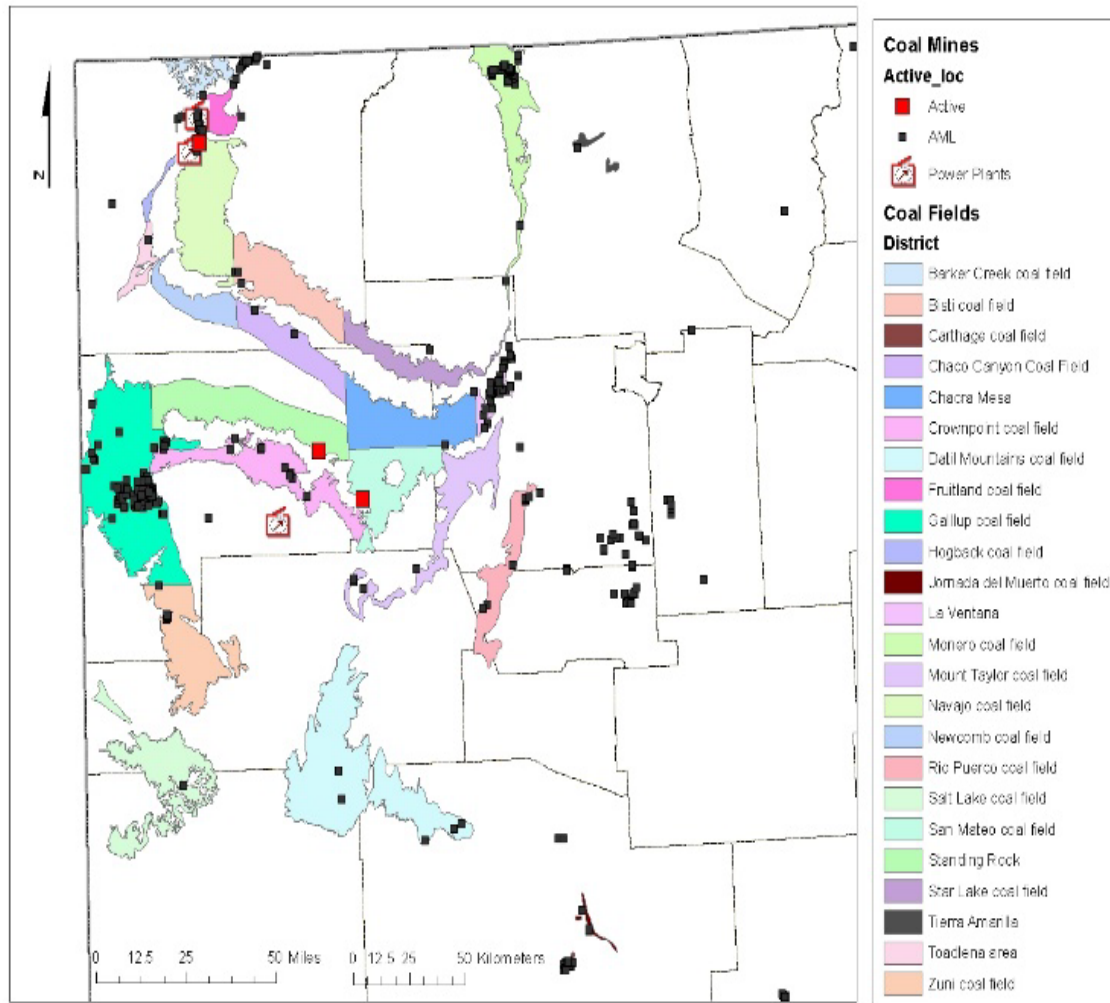 Coal Mines
Active_loc
Active
AML
Power Plants
Coal Fields
District
Barker Creek coal field
Bisti coal field
Carthage coal field
Chaco Canyon Coal Field
Chacra Mesa
Crownpoint coal field
Datil Mountains coal field
Fruitland coal field
Gallup coal field
Hogback coal field
Jornada del Muerto coal field
La Ventana
Monero coal field
Mount Taylor coal field
Navajo coal field
Newcomb coal field
Rio Puerco coal field
Salt Lake coal field
San Mateo coal field
Standing Rock
Star Lake coal field
Tierra Amarilla
Toadlena area
Zuni coal field
N
0 12.5 25 50 Miles
0 12.5 25 50 Kilometers